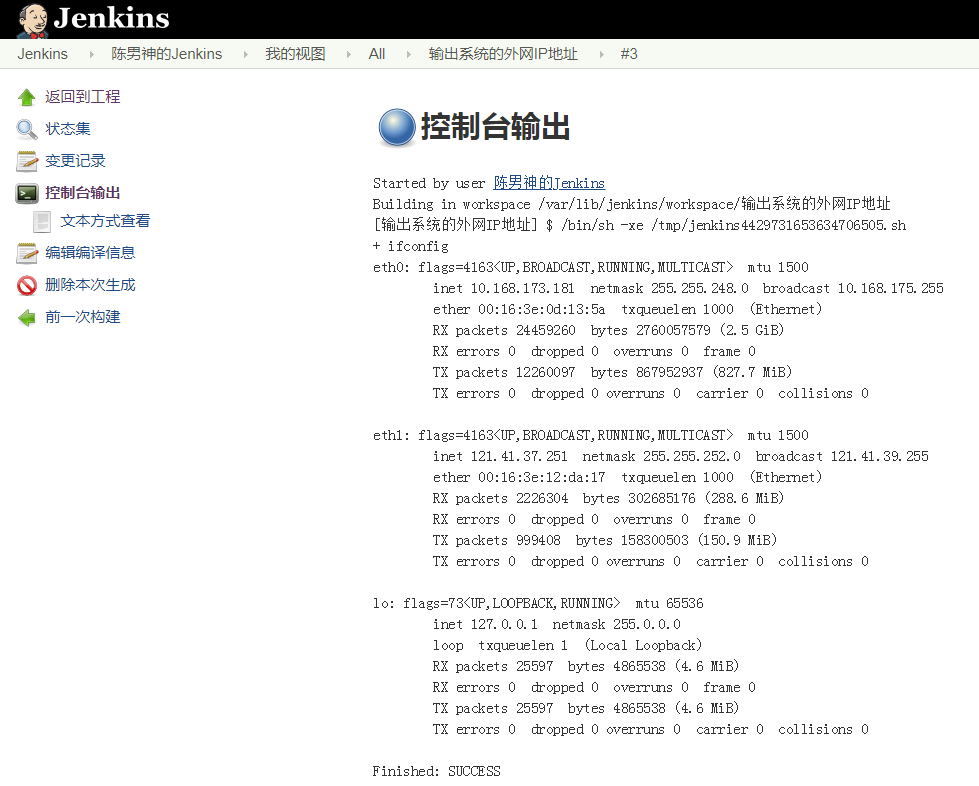 Jenkins
Jenkins 陈男神的Jenkins 我的视图 All 输出系统的外网IP地址 #3
返回到工程
状态集
变更记录
控制台输出
文本方式查看
编辑编译信息
删除本次生成
前一次构建
控制台输出
Started by user 陈男神的Jenkins
Building in workspace /var/lib/jenkins/workspace/输出系统的外网IP地址
[输出系统的外网IP地址] $ /bin/sh -xe /tmp/jenkins4429731653634706505.sh
+ ifconfig
eth0: flags=4163<UP,BROADCAST,RUNNING,MULTICAST>  mtu 1500
inet 10.168.173.181  netmask 255.255.248.0  broadcast 10.168.175.255
ether 00:16:3e:0d:13:5a  txqueuelen 1000  (Ethernet)
RX packets 24459260  bytes 2760057579 (2.5 GiB)
RX errors 0  dropped 0  overruns 0  frame 0
TX packets 12260097  bytes 867952937 (827.7 MiB)
TX errors 0  dropped 0 overruns 0  carrier 0  collisions 0
eth1: flags=4163<UP,BROADCAST,RUNNING,MULTICAST>  mtu 1500
inet 121.41.37.251  netmask 255.255.252.0  broadcast 121.41.39.255
ether 00:16:3e:12:da:17  txqueuelen 1000  (Ethernet)
RX packets 2226304  bytes 302685176 (288.6 MiB)
RX errors 0  dropped 0  overruns 0  frame 0
TX packets 999408  bytes 158300503 (150.9 MiB)
TX errors 0  dropped 0 overruns 0  carrier 0  collisions 0
lo: flags=73<UP,LOOPBACK,RUNNING>  mtu 65536
inet 127.0.0.1  netmask 255.0.0.0
loop  txqueuelen 1  (Local Loopback)
RX packets 25597  bytes 4865538 (4.6 MiB)
RX errors 0  dropped 0  overruns 0  frame 0
TX packets 25597  bytes 4865538 (4.6 MiB)
TX errors 0  dropped 0 overruns 0  carrier 0  collisions 0
Finished: SUCCESS